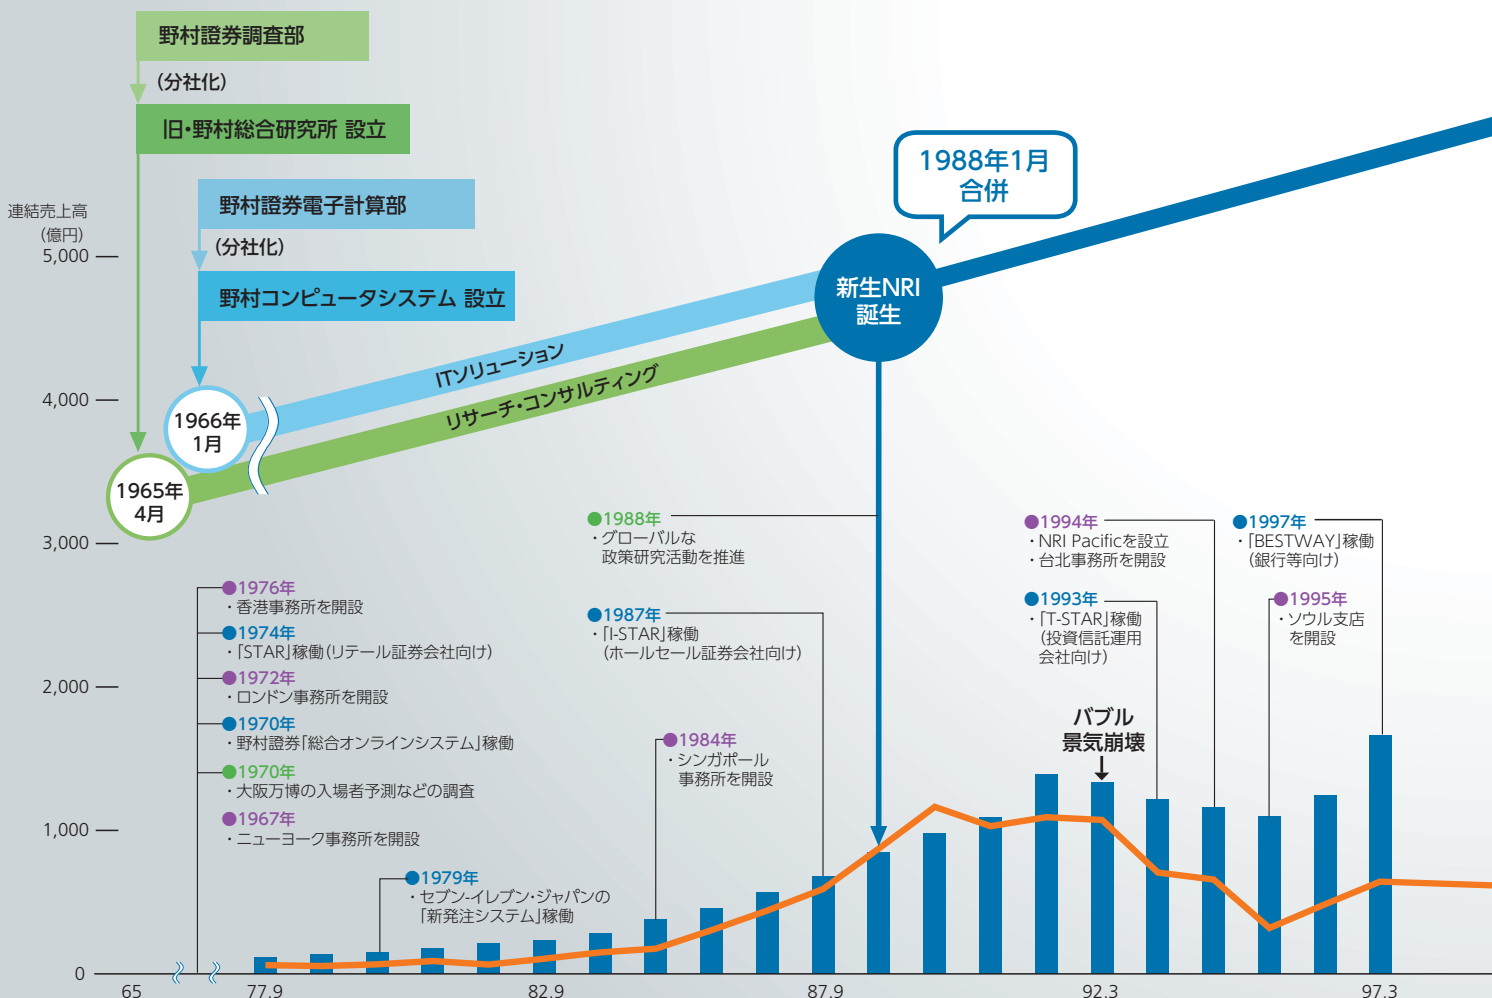 野村證券調査部
(分社化)
旧・野村総合研究所 設立
野村證券電子計算部
(分社化)
野村コンピュータシステム 設立
1988年1月
合併
新生NRI
誕生
ITソリューション
リサーチ・コンサルティング
1966年
1月
1965年
4月
連結売上高
(億円)
5,000
4,000
3,000
2,000
1,000
0
●1976年
・香港事務所を開設
●1974年
・「STAR」稼働(リテール証券会社向け)
●1972年
・ロンドン事務所を開設
●1970年
・野村證券「総合オンラインシステム」稼働
●1970年
・大阪万博の入場者予測などの調査
●1967年
・ニューヨーク事務所を開設
●1979年
・セブン-イレブン・ジャパンの
「新発注システム」稼働
●1988年
・グローバルな
政策研究活動を推進
●1987年
・「I-STAR」稼働
(ホールセール証券会社向け)
●1984年
・シンガポール
事務所を開設
●1994年
・NRI Pacificを設立
・台北事務所を開設
●1993年
・「T-STAR」稼働
(投資信託運用
会社向け)
バブル
景気崩壊
●1997年
・「BESTWAY」稼働
(銀行等向け)
●1995年
・ソウル支店
を開設
65
77.9
82.9
87.9
92.3
97.3